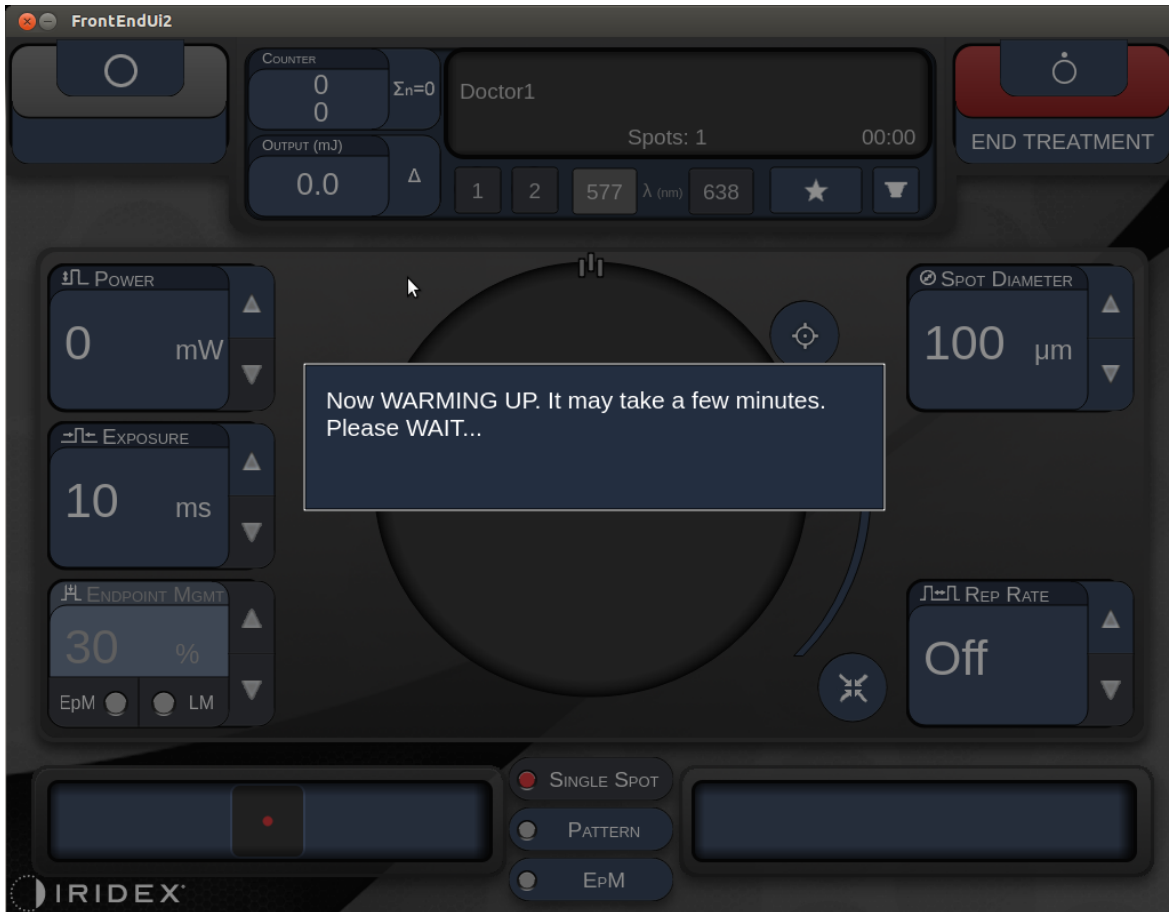 FrontEndUi2
COUNTER
0
0
Σn=0
OUTPUT (mJ)
0.0
Δ
Doctor1
Spots: 1
00:00
1
2
577
λ (nm)
638
END TREATMENT
POWER
0 mW
EXPOSURE
10 ms
ENDPOINT MGMT
30 %
EpM
LM
Now WARMING UP. It may take a few minutes.
Please WAIT...
SPOT DIAMETER
100 µm
REP RATE
Off
SINGLE SPOT
PATTERN
EPM
IRIDEX